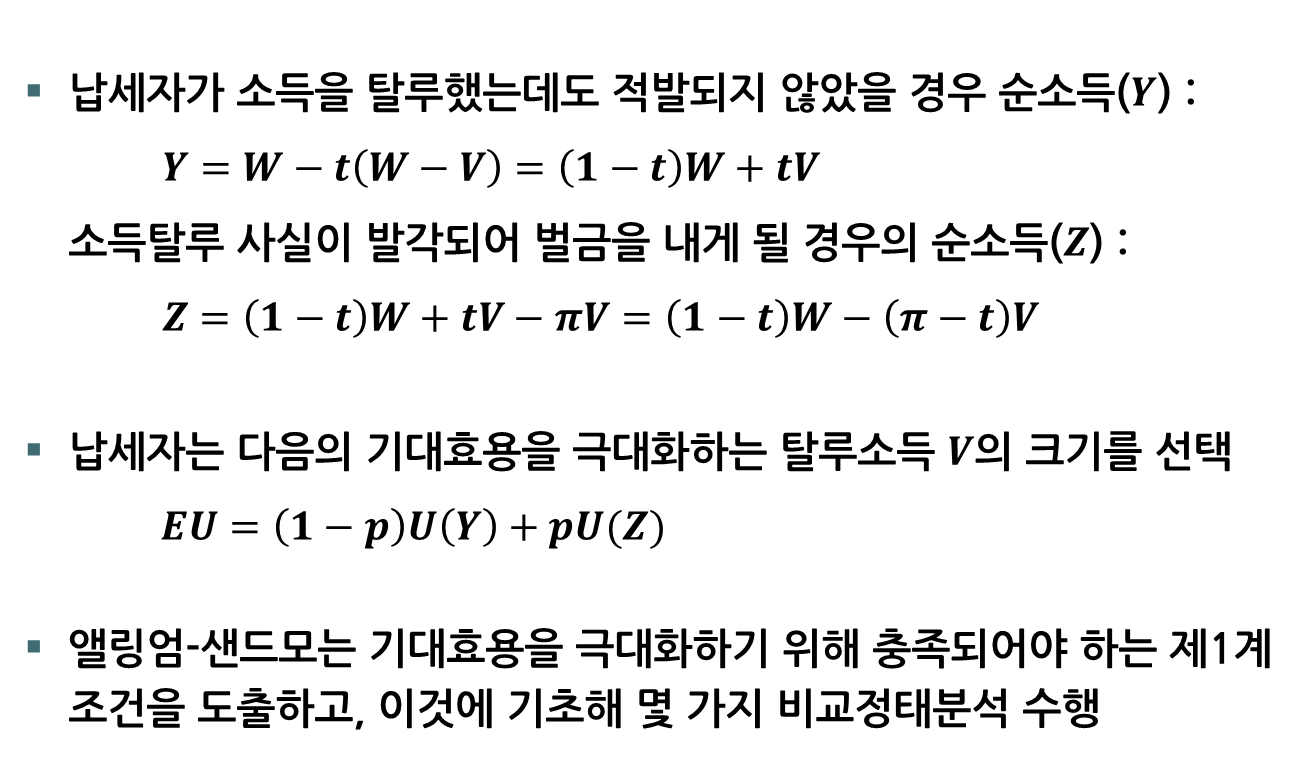 ▪ 납세자가 소득을 탈루했는데도 적발되지 않았을 경우 순소득(Y) :
Y = W − t(W − V) = (1 − t)W + tV
소득탈루 사실이 발각되어 벌금을 내게 될 경우의 순소득(Z) :
Z = (1 − t)W + tV − πV = (1 − t)W − (π − t)V
▪ 납세자는 다음의 기대효용을 극대화하는 탈루소득 V의 크기를 선택
EU = (1 − p)U(Y) + pU(Z)
▪ 앨링엄-샌드모는 기대효용을 극대화하기 위해 충족되어야 하는 제1계
조건을 도출하고, 이것에 기초해 몇 가지 비교정태분석 수행